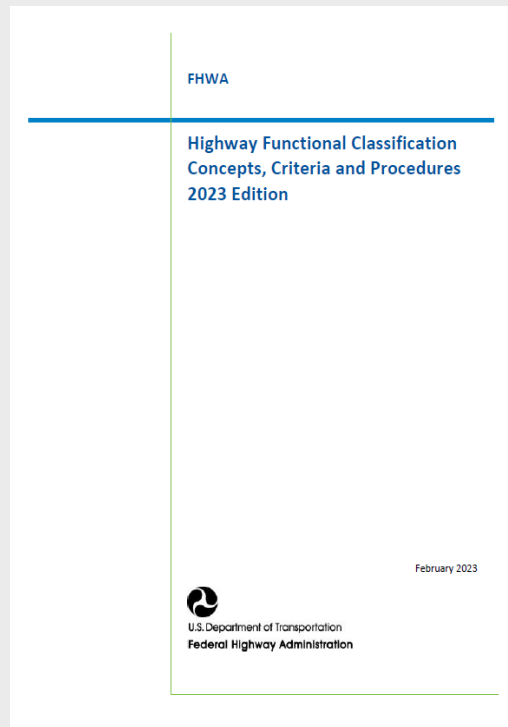 FHWA
Highway Functional Classification
Concepts, Criteria and Procedures
2023 Edition
February 2023
U.S. Department of Transportation
Federal Highway Administration